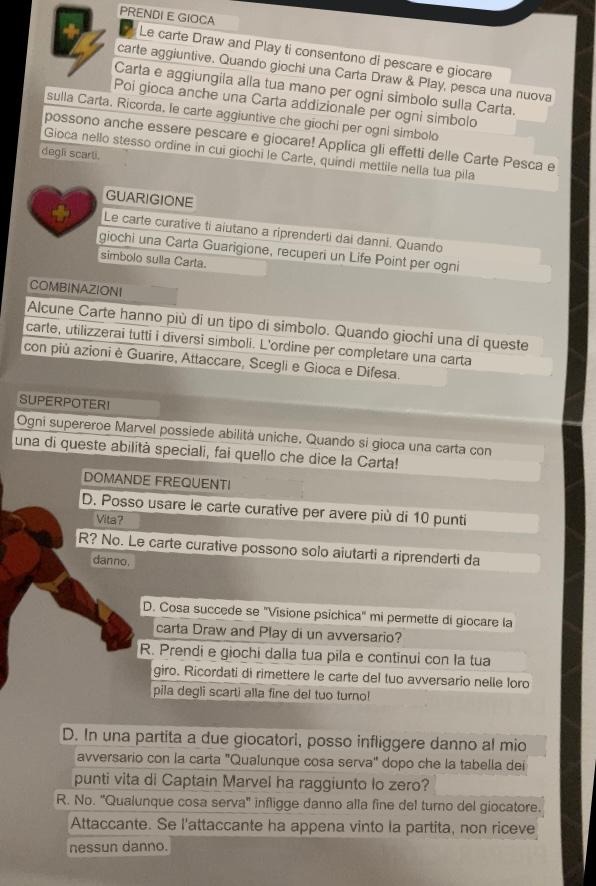 PRENDI E GIOCA
Le carte Draw and Play ti consentono di pescare e giocare
carte aggiuntive. Quando giochi una Carta Draw & Play, pesca una nuova
Carta e aggiungila alla tua mano per ogni simbolo sulla Carta.
Poi gioca anche una Carta addizionale per ogni simbolo
sulla Carta. Ricorda, le carte aggiuntive che giochi per ogni simbolo
possono anche essere pescare e giocare! Applica gli effetti delle Carte Pesca e
Gioca nello stesso ordine in cui giochi le Carte, quindi mettile nella tua pila
degli scarti.
GUARIGIONE
Le carte curative ti aiutano a riprenderti dai danni. Quando
giochi una Carta Guarigione, recuperi un Life Point per ogni
simbolo sulla Carta.
COMBINAZIONI
Alcune Carte hanno più di un tipo di simbolo. Quando giochi una di queste
carte, utilizzerai tutti i diversi simboli. L'ordine per completare una carta
con più azioni è Guarire, Attaccare, Scegli e Gioca e Difesa.
SUPERPOTERI
Ogni supereroe Marvel possiede abilità uniche. Quando si gioca una carta con
una di queste abilità speciali, fai quello che dice la Carta!
DOMANDE FREQUENTI
D. Posso usare le carte curative per avere più di 10 punti
Vita?
R? No. Le carte curative possono solo aiutarti a riprenderti da
danno.
D. Cosa succede se "Visione psichica" mi permette di giocare la
carta Draw and Play di un avversario?
R. Prendi e giochi dalla tua pila e continui con la tua
giro. Ricordati di rimettere le carte del tuo avversario nelle loro
pila degli scarti alla fine del tuo turno!
D. In una partita a due giocatori, posso infliggere danno al mio
avversario con la carta "Qualunque cosa serva" dopo che la tabella dei
punti vita di Captain Marvel ha raggiunto lo zero?
R. No. "Qualunque cosa serva" infligge danno alla fine del turno del giocatore.
Attaccante. Se l'attaccante ha appena vinto la partita, non riceve
nessun danno.